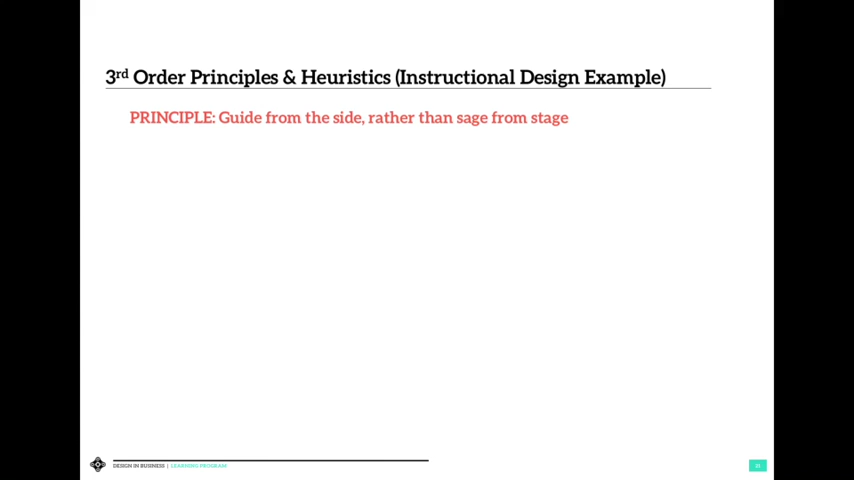 3rd Order Principles & Heuristics (Instructional Design Example)
PRINCIPLE: Guide from the side, rather than sage from stage
DESIGN IN BUSINESS | LEARNING PROGRAM